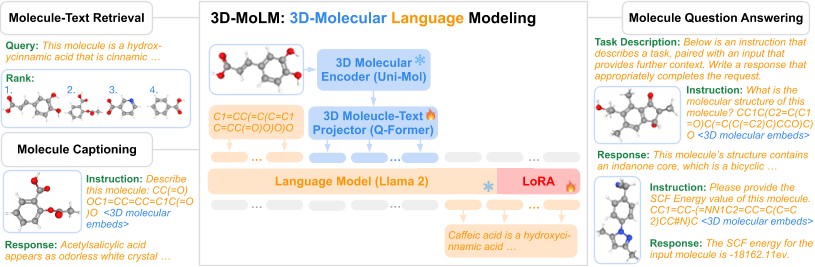 Molecule-Text Retrieval
Query: This molecule is a hydrox-
ycinnamic acid that is cinnamic ...
Rank:
1. 2. 3. 4.
Molecule Captioning
Instruction: Describe
this molecule: CC(=O)
OC1=CC=CC=C1C(=O
)O <3D molecular
embeds>
Response: Acetylsalicylic acid
appears as odorless white crystal ...
3D-MoLM: 3D-Molecular Language Modeling
3D Molecular
Encoder (Uni-Mol)
C1=CC(=C(C=C1
C=CC(=O)O)O)O
3D Moleucle-Text
Projector (Q-Former)
... ... ...
Language Model (Llama 2)
LoRA
... ... ...
Caffeic acid is a hydroxyci-
nnamic acid ...
Molecule Question Answering
Task Description: Below is an instruction that
describes a task, paired with an input that
provides further context. Write a response that
appropriately completes the request.
Instruction: What is the
molecular structure of this
molecule? CC1C(C2=C(C1
=O)C(=C(C(=C2)C)CCO)C)
O <3D molecular embeds>
Response: This molecule's structure contains
an indanone core, which is a bicyclic ...
Instruction: Please provide the
SCF Energy value of this molecule.
CC1=CC-(=NN1C2=CC=C(C=C
2)CC#N)C <3D molecular embeds>
Response: The SCF energy for the
input molecule is -18162.11ev.